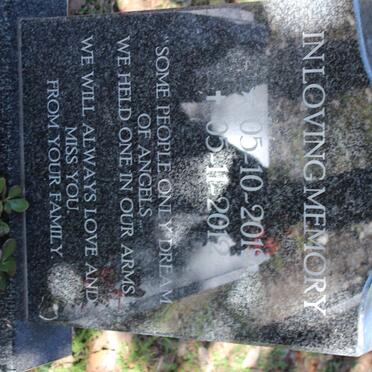 IN LOVING MEMORY
05-10-201
† 05-11-2012
"SOME PEOPLE ONLY DREAM
OF ANGELS
WE HELD ONE IN OUR ARMS.
WE WILL ALWAYS LOVE AND
MISS YOU.
FROM YOUR FAMILY.